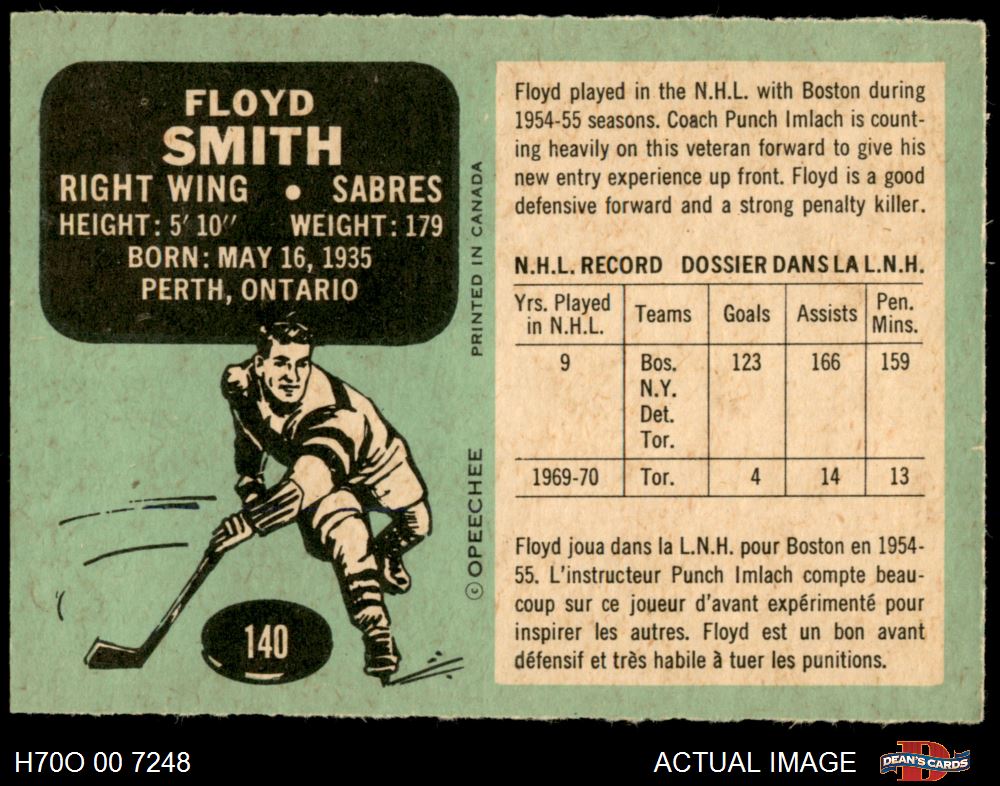 FLOYD
SMITH
RIGHT WING • SABRES
HEIGHT: 5' 10" WEIGHT: 179
BORN: MAY 16, 1935
PERTH, ONTARIO
140
© OPEECHEE PRINTED IN CANADA
Floyd played in the N.H.L. with Boston during
1954-55 seasons. Coach Punch Imlach is count-
ing heavily on this veteran forward to give his
new entry experience up front. Floyd is a good
defensive forward and a strong penalty killer.
N.H.L. RECORD DOSSIER DANS LA L.N.H.
Yrs. Played in N.H.L. Teams Goals Assists Pen. Mins.
9 Bos. 123 166 159
N.Y.
Det.
Tor.
1969-70 Tor. 4 14 13
Floyd joua dans la L.N.H. pour Boston en 1954-
55. L'instructeur Punch Imlach compte beau-
coup sur ce joueur d'avant expérimenté pour
inspirer les autres. Floyd est un bon avant
défensif et très habile à tuer les punitions.
H70O 00 7248 ACTUAL IMAGE D DEAN'S CARDS